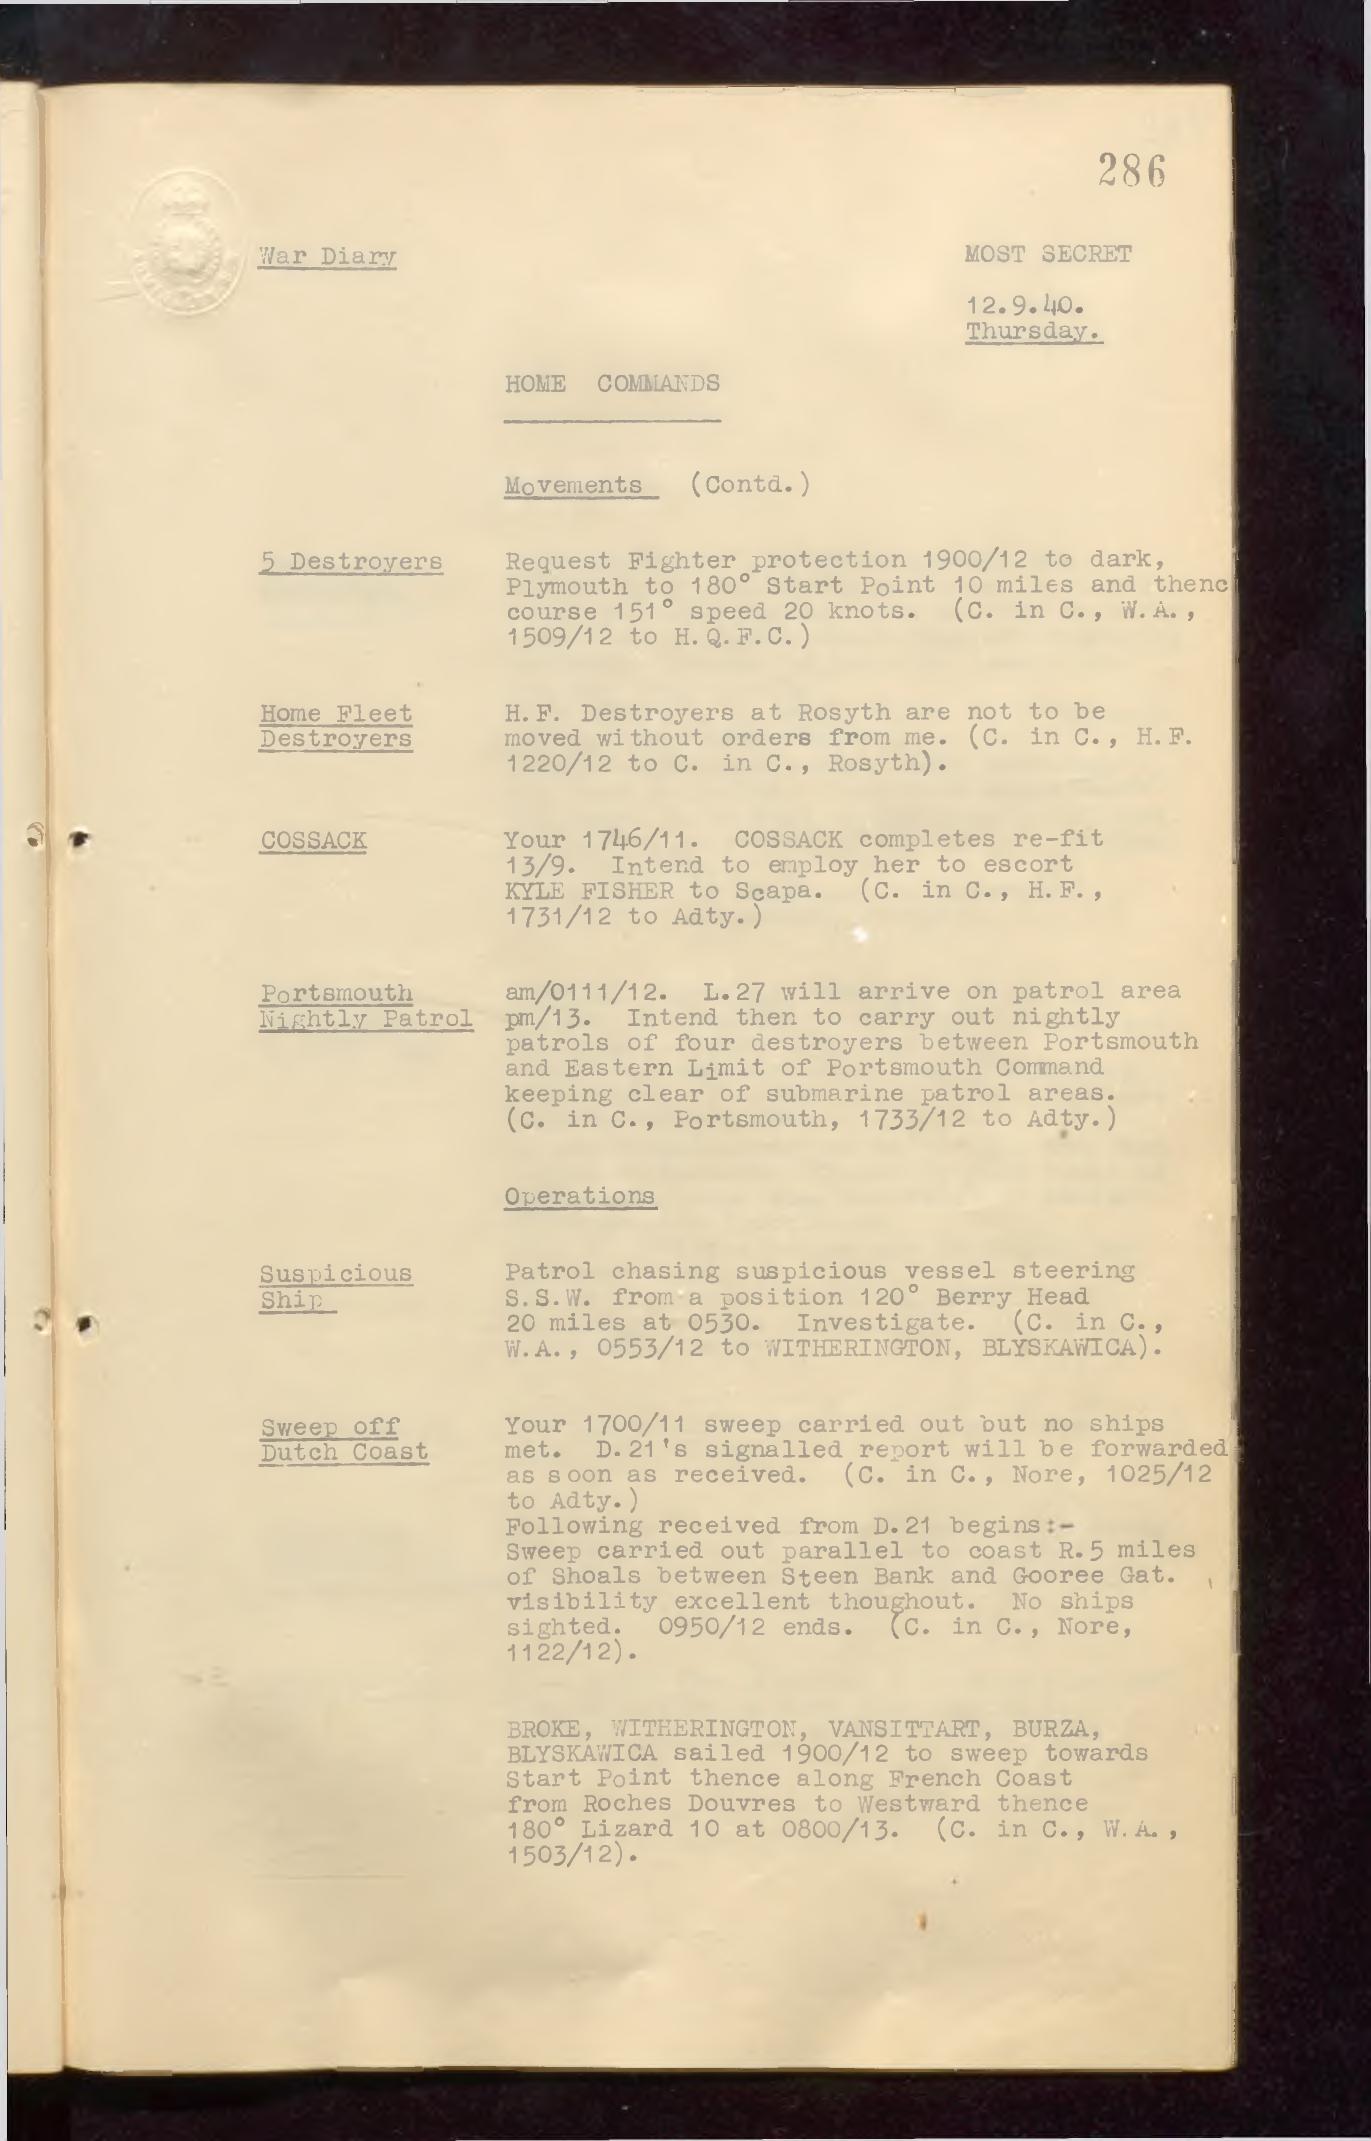 286
War Diary
MOST SECRET
12.9.40.
Thursday.
HOME COMMANDS
Movements (Contd.)
5 Destroyers
Request Fighter protection 1900/12 to dark,
Plymouth to 180° Start Point 10 miles and thenc
course 151° speed 20 knots. (C. in C., W.A.,
1509/12 to H.Q.F.C.)
Home Fleet
Destroyers
H.F. Destroyers at Rosyth are not to be
moved without orders from me. (C. in C., H.F.
1220/12 to C. in C., Rosyth).
COSSACK
Your 1746/11. COSSACK completes re-fit
13/9. Intend to employ her to escort
KYLE FISHER to Scapa. (C. in C., H.F.,
1731/12 to Adty.)
Portsmouth
Nightly Patrol
am/0111/12. L.27 will arrive on patrol area
pm/13. Intend then to carry out nightly
patrols of four destroyers between Portsmouth
and Eastern Limit of Portsmouth Command
keeping clear of submarine patrol areas.
(C. in C., Portsmouth, 1733/12 to Adty.)
Operations
Suspicious
Ship
Patrol chasing suspicious vessel steering
S.S.W. from a position 120° Berry Head
20 miles at 0530. Investigate. (C. in C.,
W.A., 0553/12 to WITHERINGTON, BLYSKAWICA).
Sweep off
Dutch Coast
Your 1700/11 sweep carried out but no ships
met. D.21's signalled report will be forwarded
as soon as received. (C. in C., Nore, 1025/12
to Adty.)
Following received from D.21 begins:-
Sweep carried out parallel to coast R.5 miles
of Shoals between Steen Bank and Gooree Gat.
visibility excellent thoughout. No ships
sighted. 0950/12 ends. (C. in C., Nore,
1122/12).
BROKE, WITHERINGTON, VANSITTART, BURZA,
BLYSKAWICA sailed 1900/12 to sweep towards
Start Point thence along French Coast
from Roches Douvres to Westward thence
180° Lizard 10 at 0800/13. (C. in C., W.A.,
1503/12).